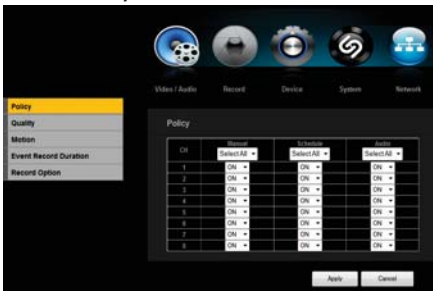 Video / Audio Record Device System Network
Policy
Quality
Motion
Event Record Duration
Record Option
Policy
CH Manual Schedule Audio
Select All Select All Select All
1 ON ON ON
2 ON ON ON
3 ON ON ON
4 ON ON ON
5 ON ON ON
6 ON ON ON
7 ON ON ON
8 ON ON ON
Apply Cancel